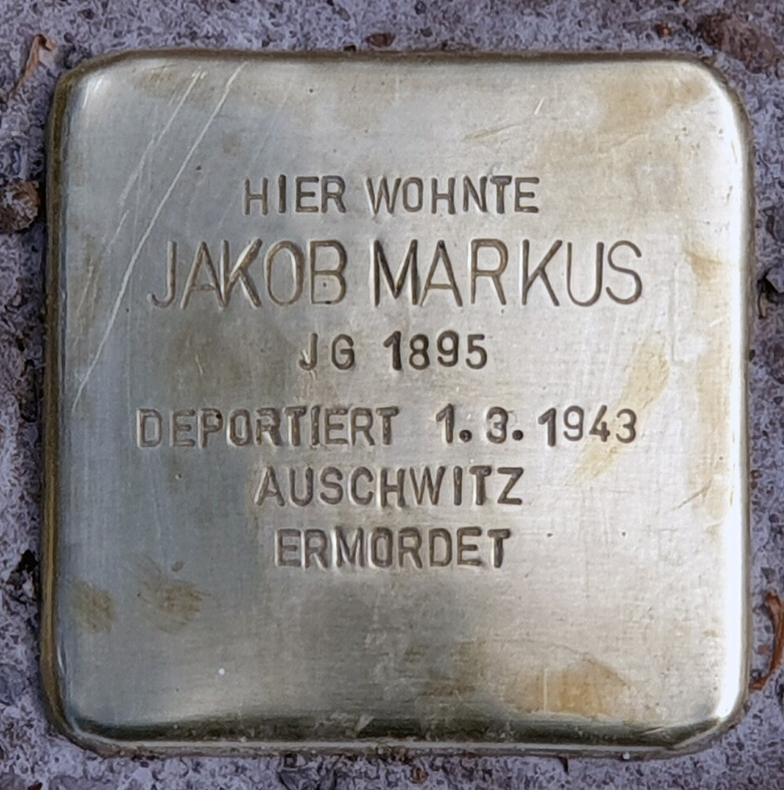 HIER WOHNTE
JAKOB MARKUS
JG 1895
DEPORTIERT 1.3.1943
AUSCHWITZ
ERMORDET